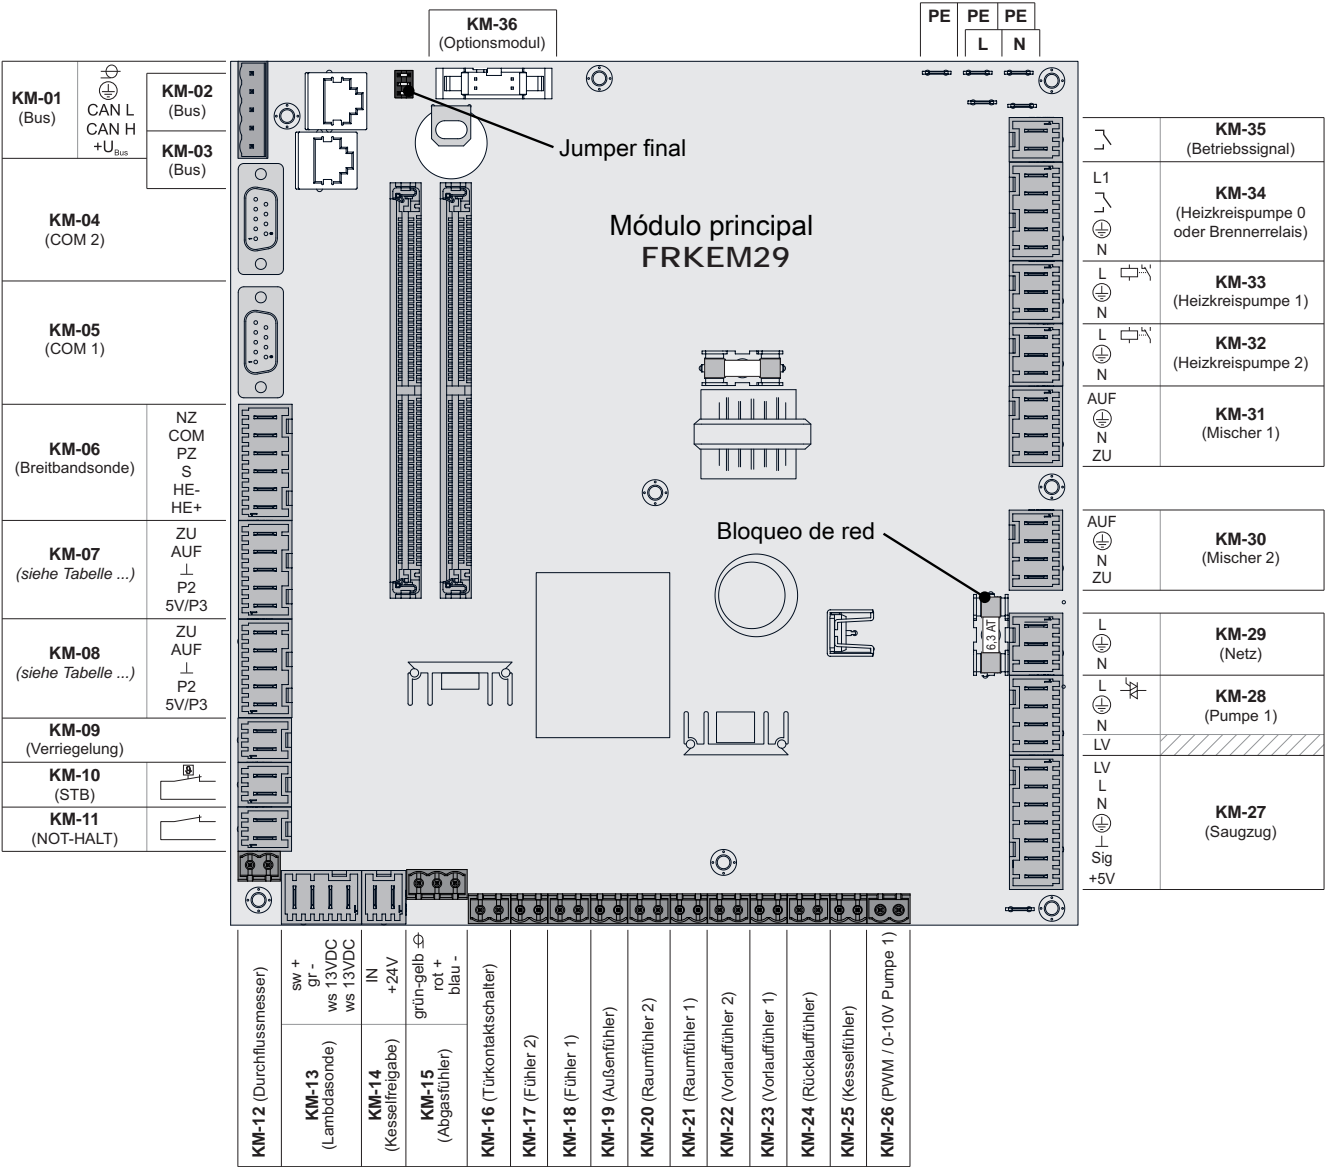 KM-36
(Optionsmodul)
PE PE PE
L N
KM-01
(Bus)
CAN L
CAN H
+U Bus
KM-02
(Bus)
KM-03
(Bus)
Jumper final
KM-04
(COM 2)
Módulo principal
FRKEM29
KM-05
(COM 1)
KM-06
(Breitbandsonde)
NZ
COM
PZ
S
HE-
HE+
KM-07
(siehe Tabelle ...)
ZU
AUF
P2
5V/P3
KM-08
(siehe Tabelle ...)
ZU
AUF
P2
5V/P3
KM-09
(Verriegelung)
KM-10
(STB)
KM-11
(NOT-HALT)
Bloqueo de red
6,3 AT
KM-35
(Betriebssignal)
L1
N
KM-34
(Heizkreispumpe 0
oder Brennerrelais)
L
N
KM-33
(Heizkreispumpe 1)
L
N
KM-32
(Heizkreispumpe 2)
AUF
N
ZU
KM-31
(Mischer 1)
AUF
N
ZU
KM-30
(Mischer 2)
L
N
KM-29
(Netz)
L
N
LV
KM-28
(Pumpe 1)
LV
L
N
Sig
+5V
KM-27
(Saugzug)
KM-12 (Durchflussmesser)
sw +
gr -
ws 13VDC
ws 13VDC
KM-13
(Lambdasonde)
IN
+24V
KM-14
(Kesselfreigabe)
grün-gelb
rot +
blau -
KM-15
(Abgasfühler)
KM-16 (Türkontaktschalter)
KM-17 (Fühler 2)
KM-18 (Fühler 1)
KM-19 (Außenfühler)
KM-20 (Raumfühler 2)
KM-21 (Raumfühler 1)
KM-22 (Vorlauffühler 2)
KM-23 (Vorlauffühler 1)
KM-24 (Rücklauffühler)
KM-25 (Kesselfühler)
KM-26 (PWM / 0-10V Pumpe 1)